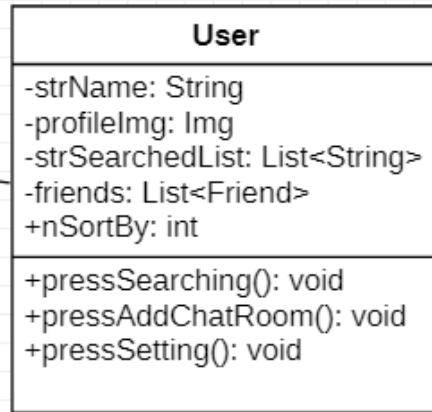 User
-strName: String
-profileImg: Img
-strSearchedList: List<String>
-friends: List<Friend>
+nSortBy: int
+pressSearching(): void
+pressAddChatRoom(): void
+pressSetting(): void